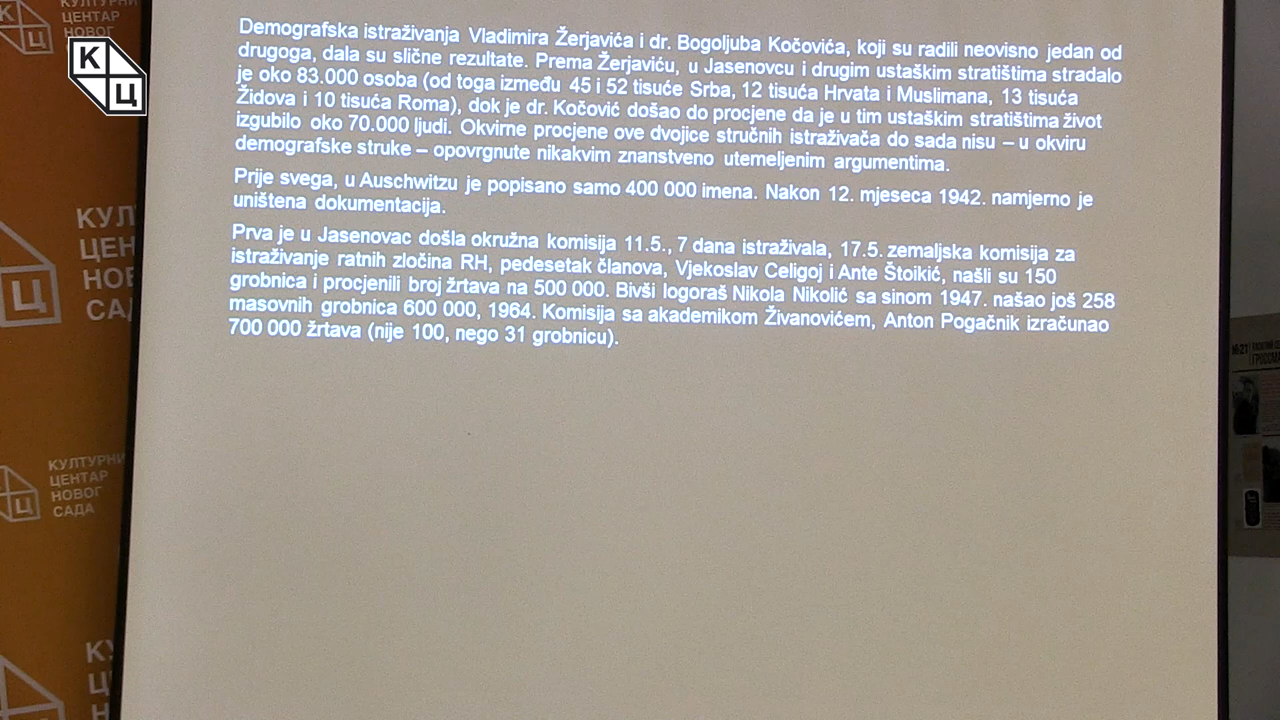 КУЛТУРНИ
ЦЕНТАР
НОВОГ
К
Ц
Demografska istraživanja Vladimira Žerjavića i dr. Bogoljuba Kočovića, koji su radili neovisno jedan od
drugoga, dala su slične rezultate. Prema Žerjaviću, u Jasenovcu i drugim ustaškim stratištima stradalo
je oko 83.000 osoba (od toga između 45 i 52 tisuće Srba, 12 tisuća Hrvata i Muslimana, 13 tisuća
Židova i 10 tisuća Roma), dok je dr. Kočović došao do procjene da je u tim ustaškim stratištima život
izgubilo oko 70.000 ljudi. Okvirne procjene ove dvojice stručnih istraživača do sada nisu – u okviru
demografske struke – opovrgnute nikakvim znanstveno utemeljenim argumentima.
Prije svega, u Auschwitzu je popisano samo 400 000 imena. Nakon 12. mjeseca 1942. namjerno je
uništena dokumentacija.
Prva je u Jasenovac došla okružna komisija 11.5., 7 dana istraživala, 17.5. zemaljska komisija za
istraživanje ratnih zločina RH, pedesetak članova, Vjekoslav Celigoj i Ante Štoikić, našli su 150
grobnica i procjenili broj žrtava na 500 000. Bivši logoraš Nikola Nikolić sa sinom 1947. našao još 258
masovnih grobnica 600 000, 1964. Komisija sa akademikom Živanovićem, Anton Pogačnik izračunao
700 000 žrtava (nije 100, nego 31 grobnicu).
КУЛ
ЦЕН
НОВ
САД
Ц
КУЛТУРНИ
ЦЕНТАР
НОВОГ
САДА
Ц
К
Ц
№21